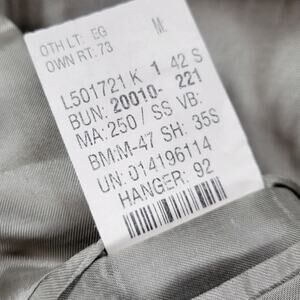 OTH LT: EG M:
OWN RT: 73
L501721 K 1 42 S
BUN: 20010- 221
MA: 250 / SS VB:
BM:M-47 SH: 35S
UN: 014196114
HANGER: 92